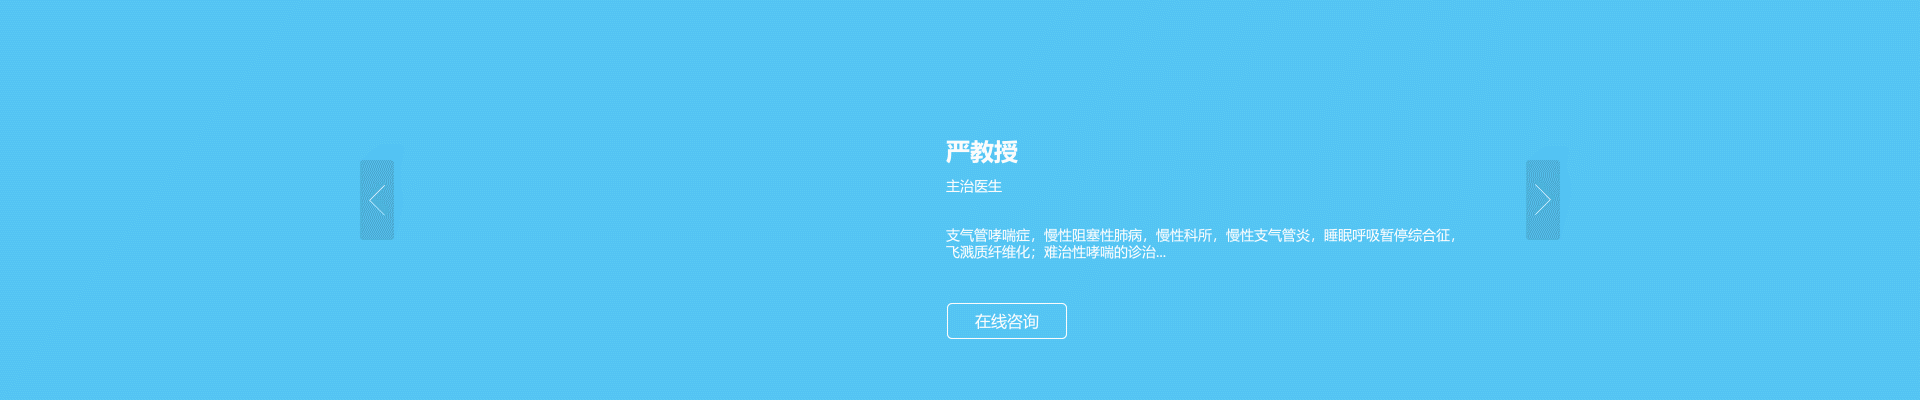 严教授
主治医生
支气管哮喘症，慢性阻塞性肺病，慢性科所，慢性支气管炎，睡眠呼吸暂停综合征，
飞溅质纤维化；难治性哮喘的诊治...
在线咨询